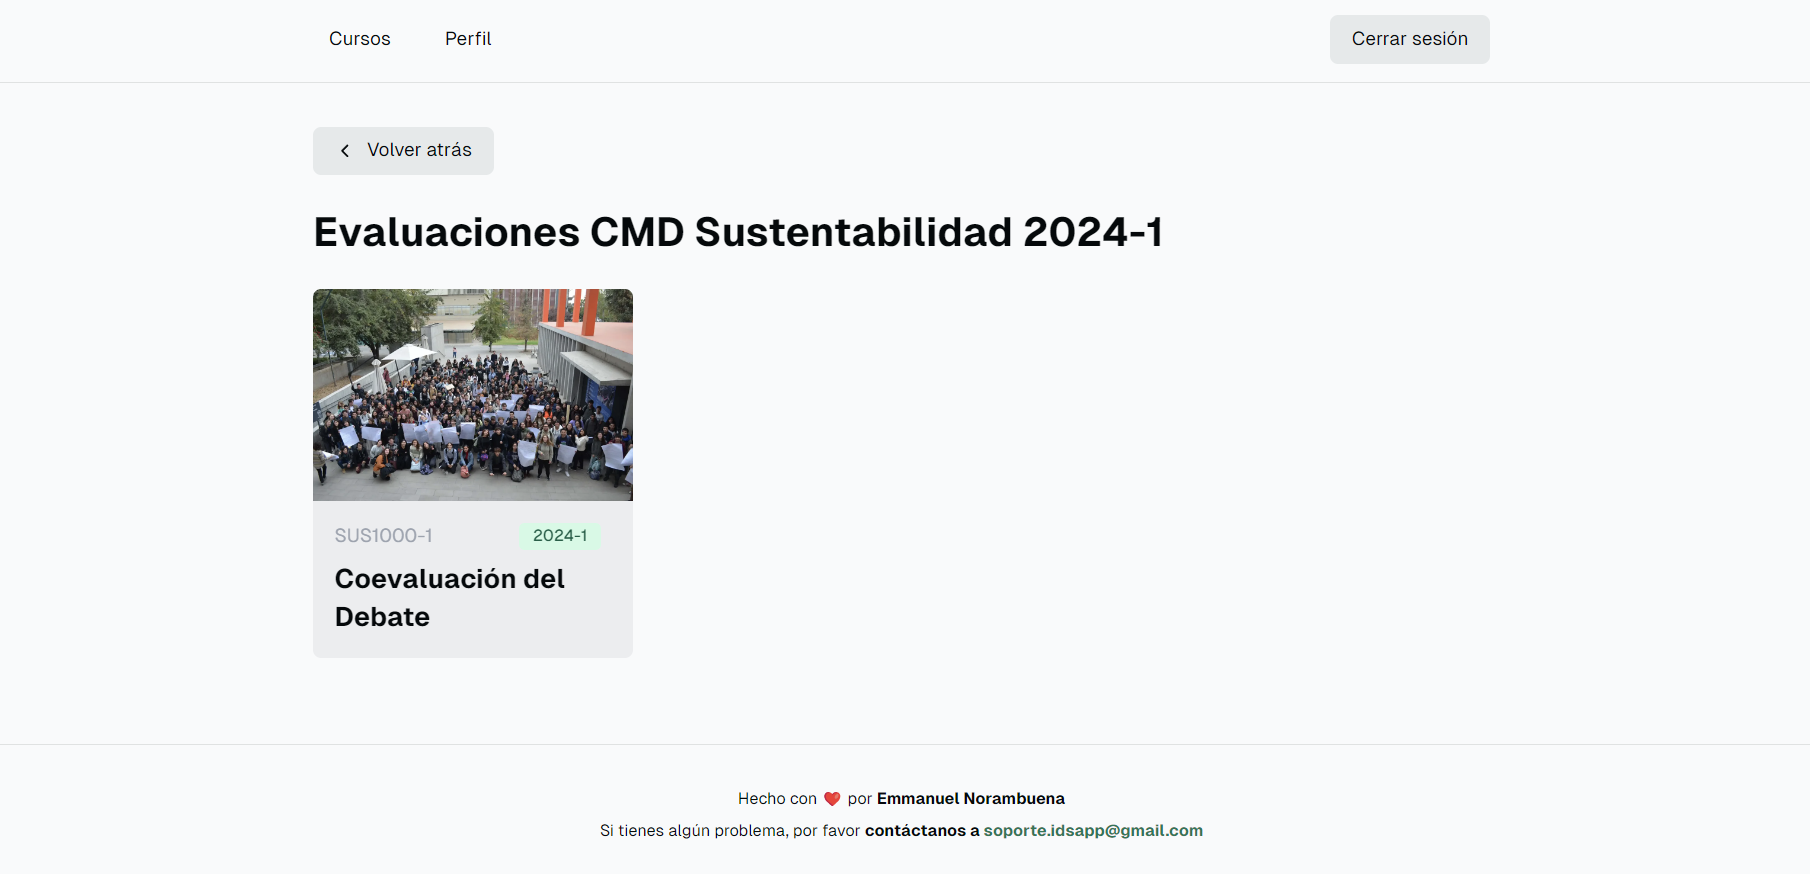 Cursos
Perfil
Cerrar sesión
Volver atrás
Evaluaciones CMD Sustentabilidad 2024-1
SUS1000-1
2024-1
Coevaluación del
Debate
Hecho con ❤️ por Emmanuel Norambuena
Si tienes algún problema, por favor contáctanos a soporte.idsapp@gmail.com